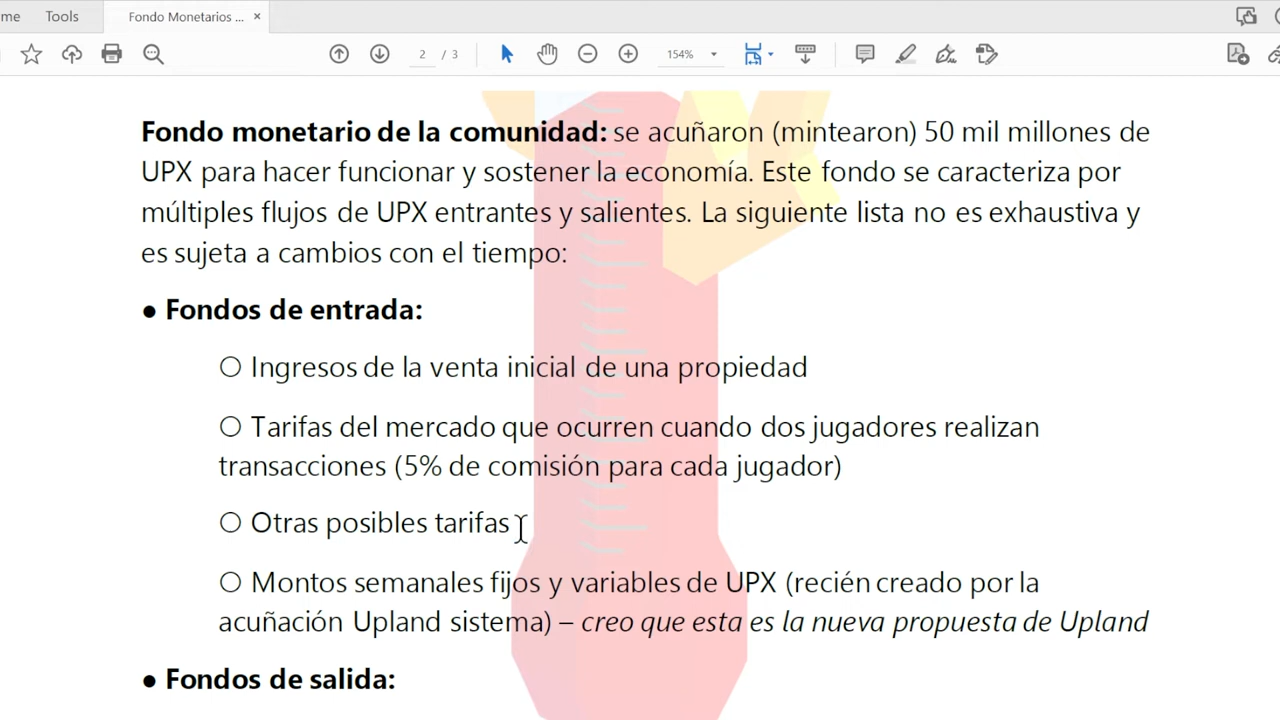 me Tools Fondo Monetarios ... ×
2 / 3 154%
Fondo monetario de la comunidad: se acuñaron (mintearon) 50 mil millones de
UPX para hacer funcionar y sostener la economía. Este fondo se caracteriza por
múltiples flujos de UPX entrantes y salientes. La siguiente lista no es exhaustiva y
es sujeta a cambios con el tiempo:
● Fondos de entrada:
○ Ingresos de la venta inicial de una propiedad
○ Tarifas del mercado que ocurren cuando dos jugadores realizan
transacciones (5% de comisión para cada jugador)
○ Otras posibles tarifas
○ Montos semanales fijos y variables de UPX (recién creado por la
acuñación Upland sistema) – creo que esta es la nueva propuesta de Upland
● Fondos de salida: